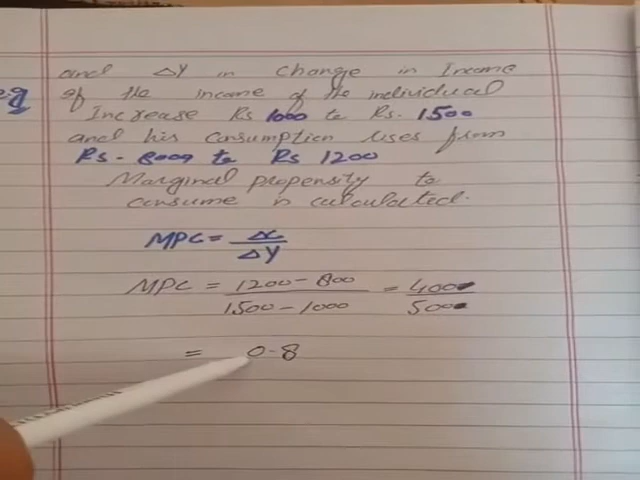 and ΔY in change in Income
e.g if the income of the individual
Increase Rs 1000 to Rs. 1500
and his consumption rises from
Rs- 800 to Rs 1200
Marginal propensity to
consume is calculated.
MPC = ΔC / ΔY
MPC = 1200 - 800 / 1500 - 1000 = 400 / 500
= 0.8